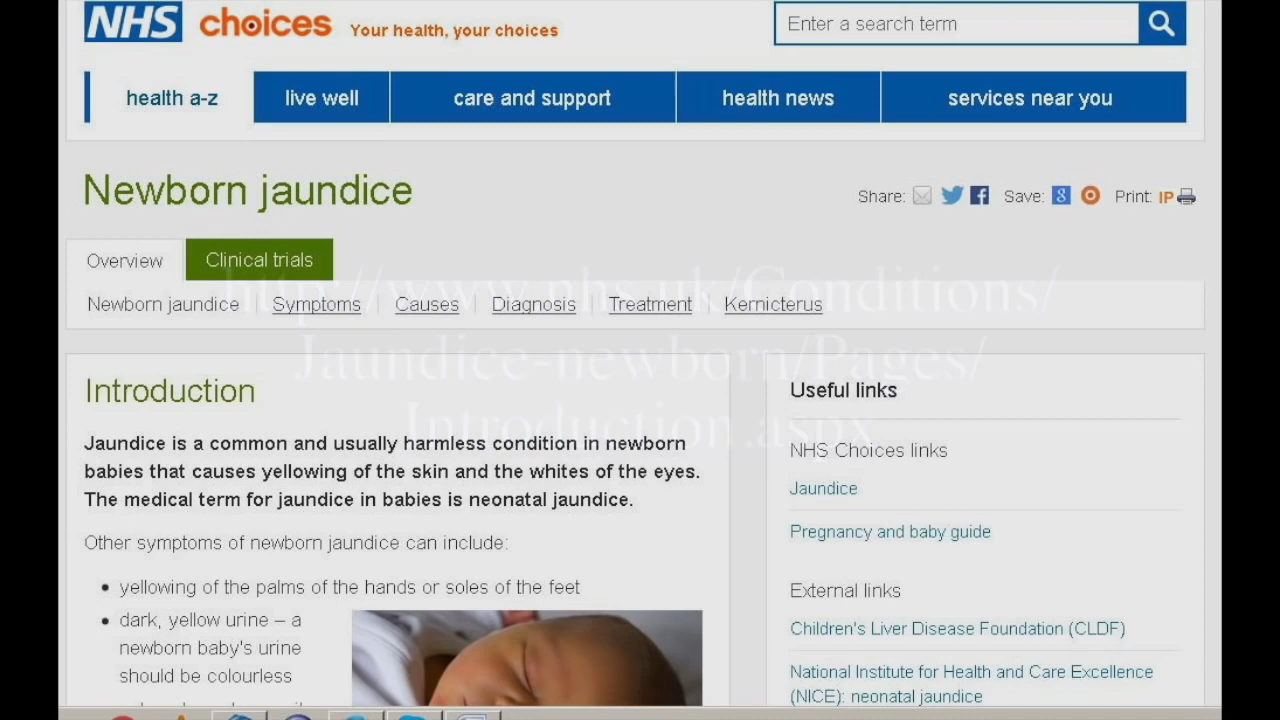 NHS choices Your health, your choices
Enter a search term
health a-z live well care and support health news services near you
Newborn jaundice
Share: Save: 8 Print: IP
Overview Clinical trials
Newborn jaundice Symptoms Causes Diagnosis Treatment Kernicterus
http://www.nhs.uk/Conditions/
Jaundice-newborn/Pages/
Introduction.aspx
Introduction
Jaundice is a common and usually harmless condition in newborn
babies that causes yellowing of the skin and the whites of the eyes.
The medical term for jaundice in babies is neonatal jaundice.
Other symptoms of newborn jaundice can include:
• yellowing of the palms of the hands or soles of the feet
• dark, yellow urine – a
newborn baby's urine
should be colourless
Useful links
NHS Choices links
Jaundice
Pregnancy and baby guide
External links
Children's Liver Disease Foundation (CLDF)
National Institute for Health and Care Excellence
(NICE): neonatal jaundice